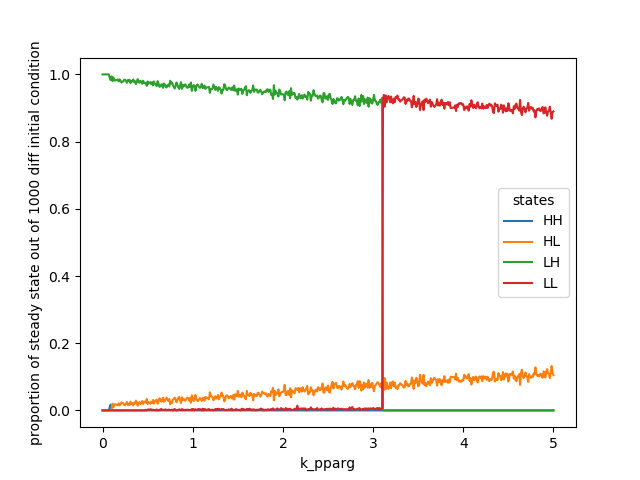 proportion of steady state out of 1000 diff initial condition
1.0
0.8
0.6
0.4
0.2
0.0
0 1 2 3 4 5
k_pparg
states
HH
HL
LH
LL